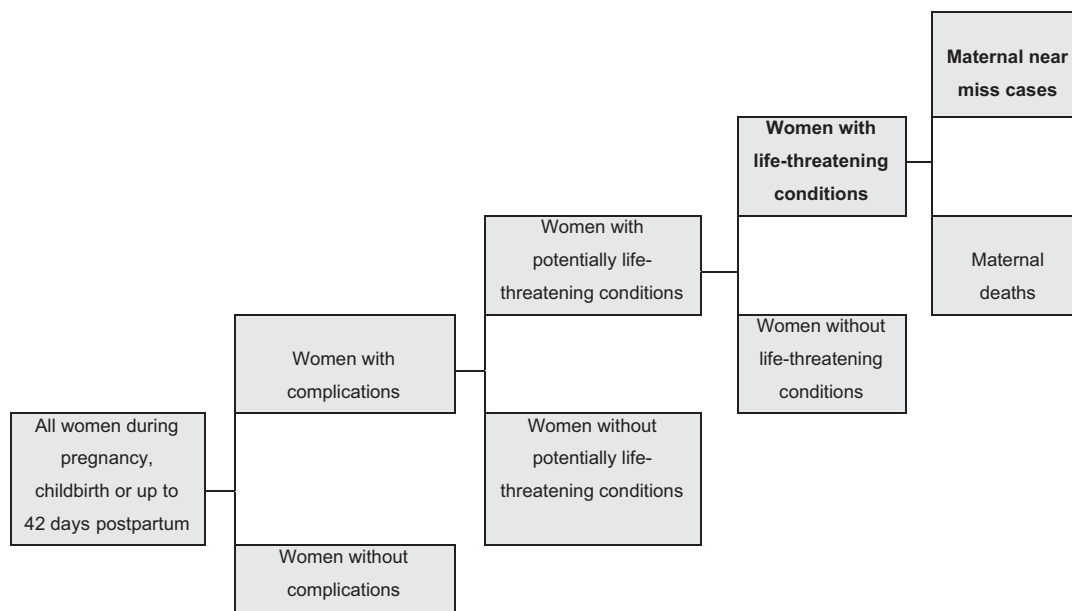 Maternal near
miss cases
Women with
life-threatening
conditions
Women with
potentially life-
threatening conditions
Maternal
deaths
Women without
life-threatening
conditions
Women with
complications
All women during
pregnancy,
childbirth or up to
42 days postpartum
Women without
potentially life-
threatening conditions
Women without
complications